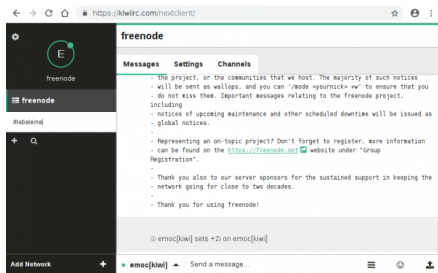 https://kiwiirc.com/nextclient/
E
freenode
freenode
#labaleine
Add Network
freenode
Messages Settings Channels
- the project, or the communities that we host. The majority of such notices
- will be sent as wallops, and you can '/mode <yournick> +w' to ensure that you
- do not miss them. Important messages relating to the freenode project,
including
- notices of upcoming maintenance and other scheduled downtime will be issued as
- global notices.
-
- Representing an on-topic project? Don't forget to register, more information
- can be found on the https://freenode.net website under "Group
Registration".
-
- Thank you also to our server sponsors for the sustained support in keeping the
- network going for close to two decades.
-
- Thank you for using freenode!
emoc[kiwi] sets +Zi on emoc[kiwi]
emoc[kiwi] Send a message...